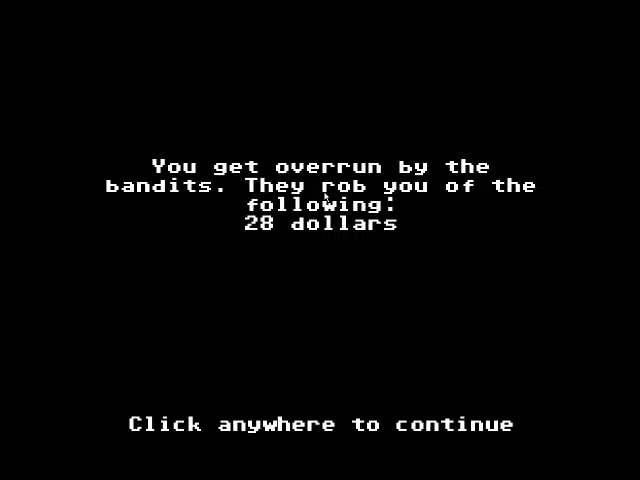 You get overrun by the
bandits. They rob you of the
following:
28 dollars
Click anywhere to continue